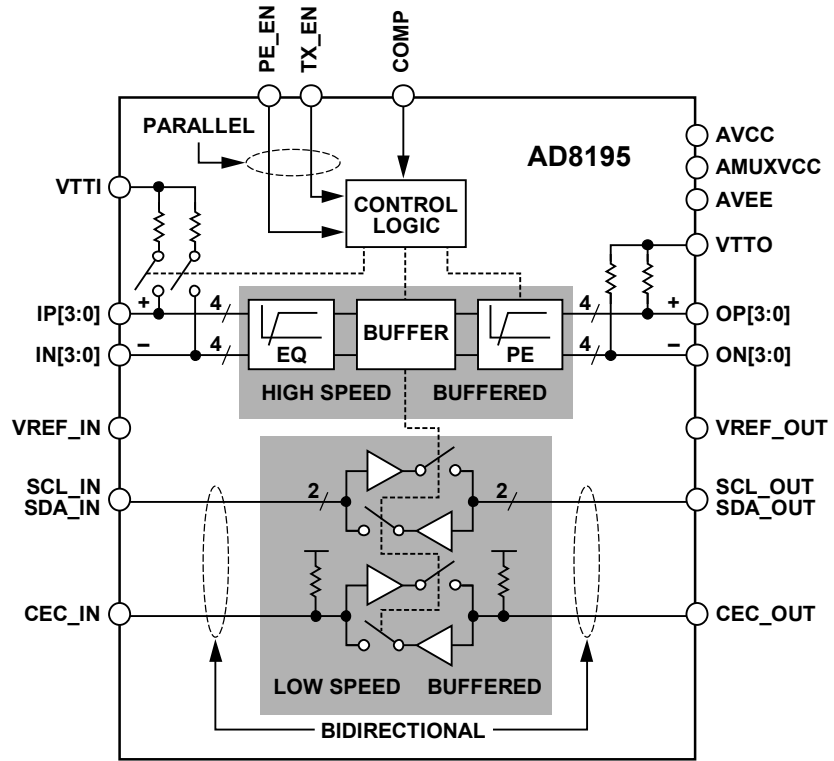 PE_EN
TX_EN
COMP
PARALLEL
AD8195
AVCC
AMUXVCC
AVEE
VTTI
CONTROL
LOGIC
VTTO
IP[3:0]
+
4
4
+
OP[3:0]
BUFFER
IN[3:0]
−
4
EQ
PE
4
−
ON[3:0]
HIGH SPEED
BUFFERED
VREF_IN
VREF_OUT
SCL_IN
SDA_IN
2
2
SCL_OUT
SDA_OUT
CEC_IN
CEC_OUT
LOW SPEED
BUFFERED
BIDIRECTIONAL